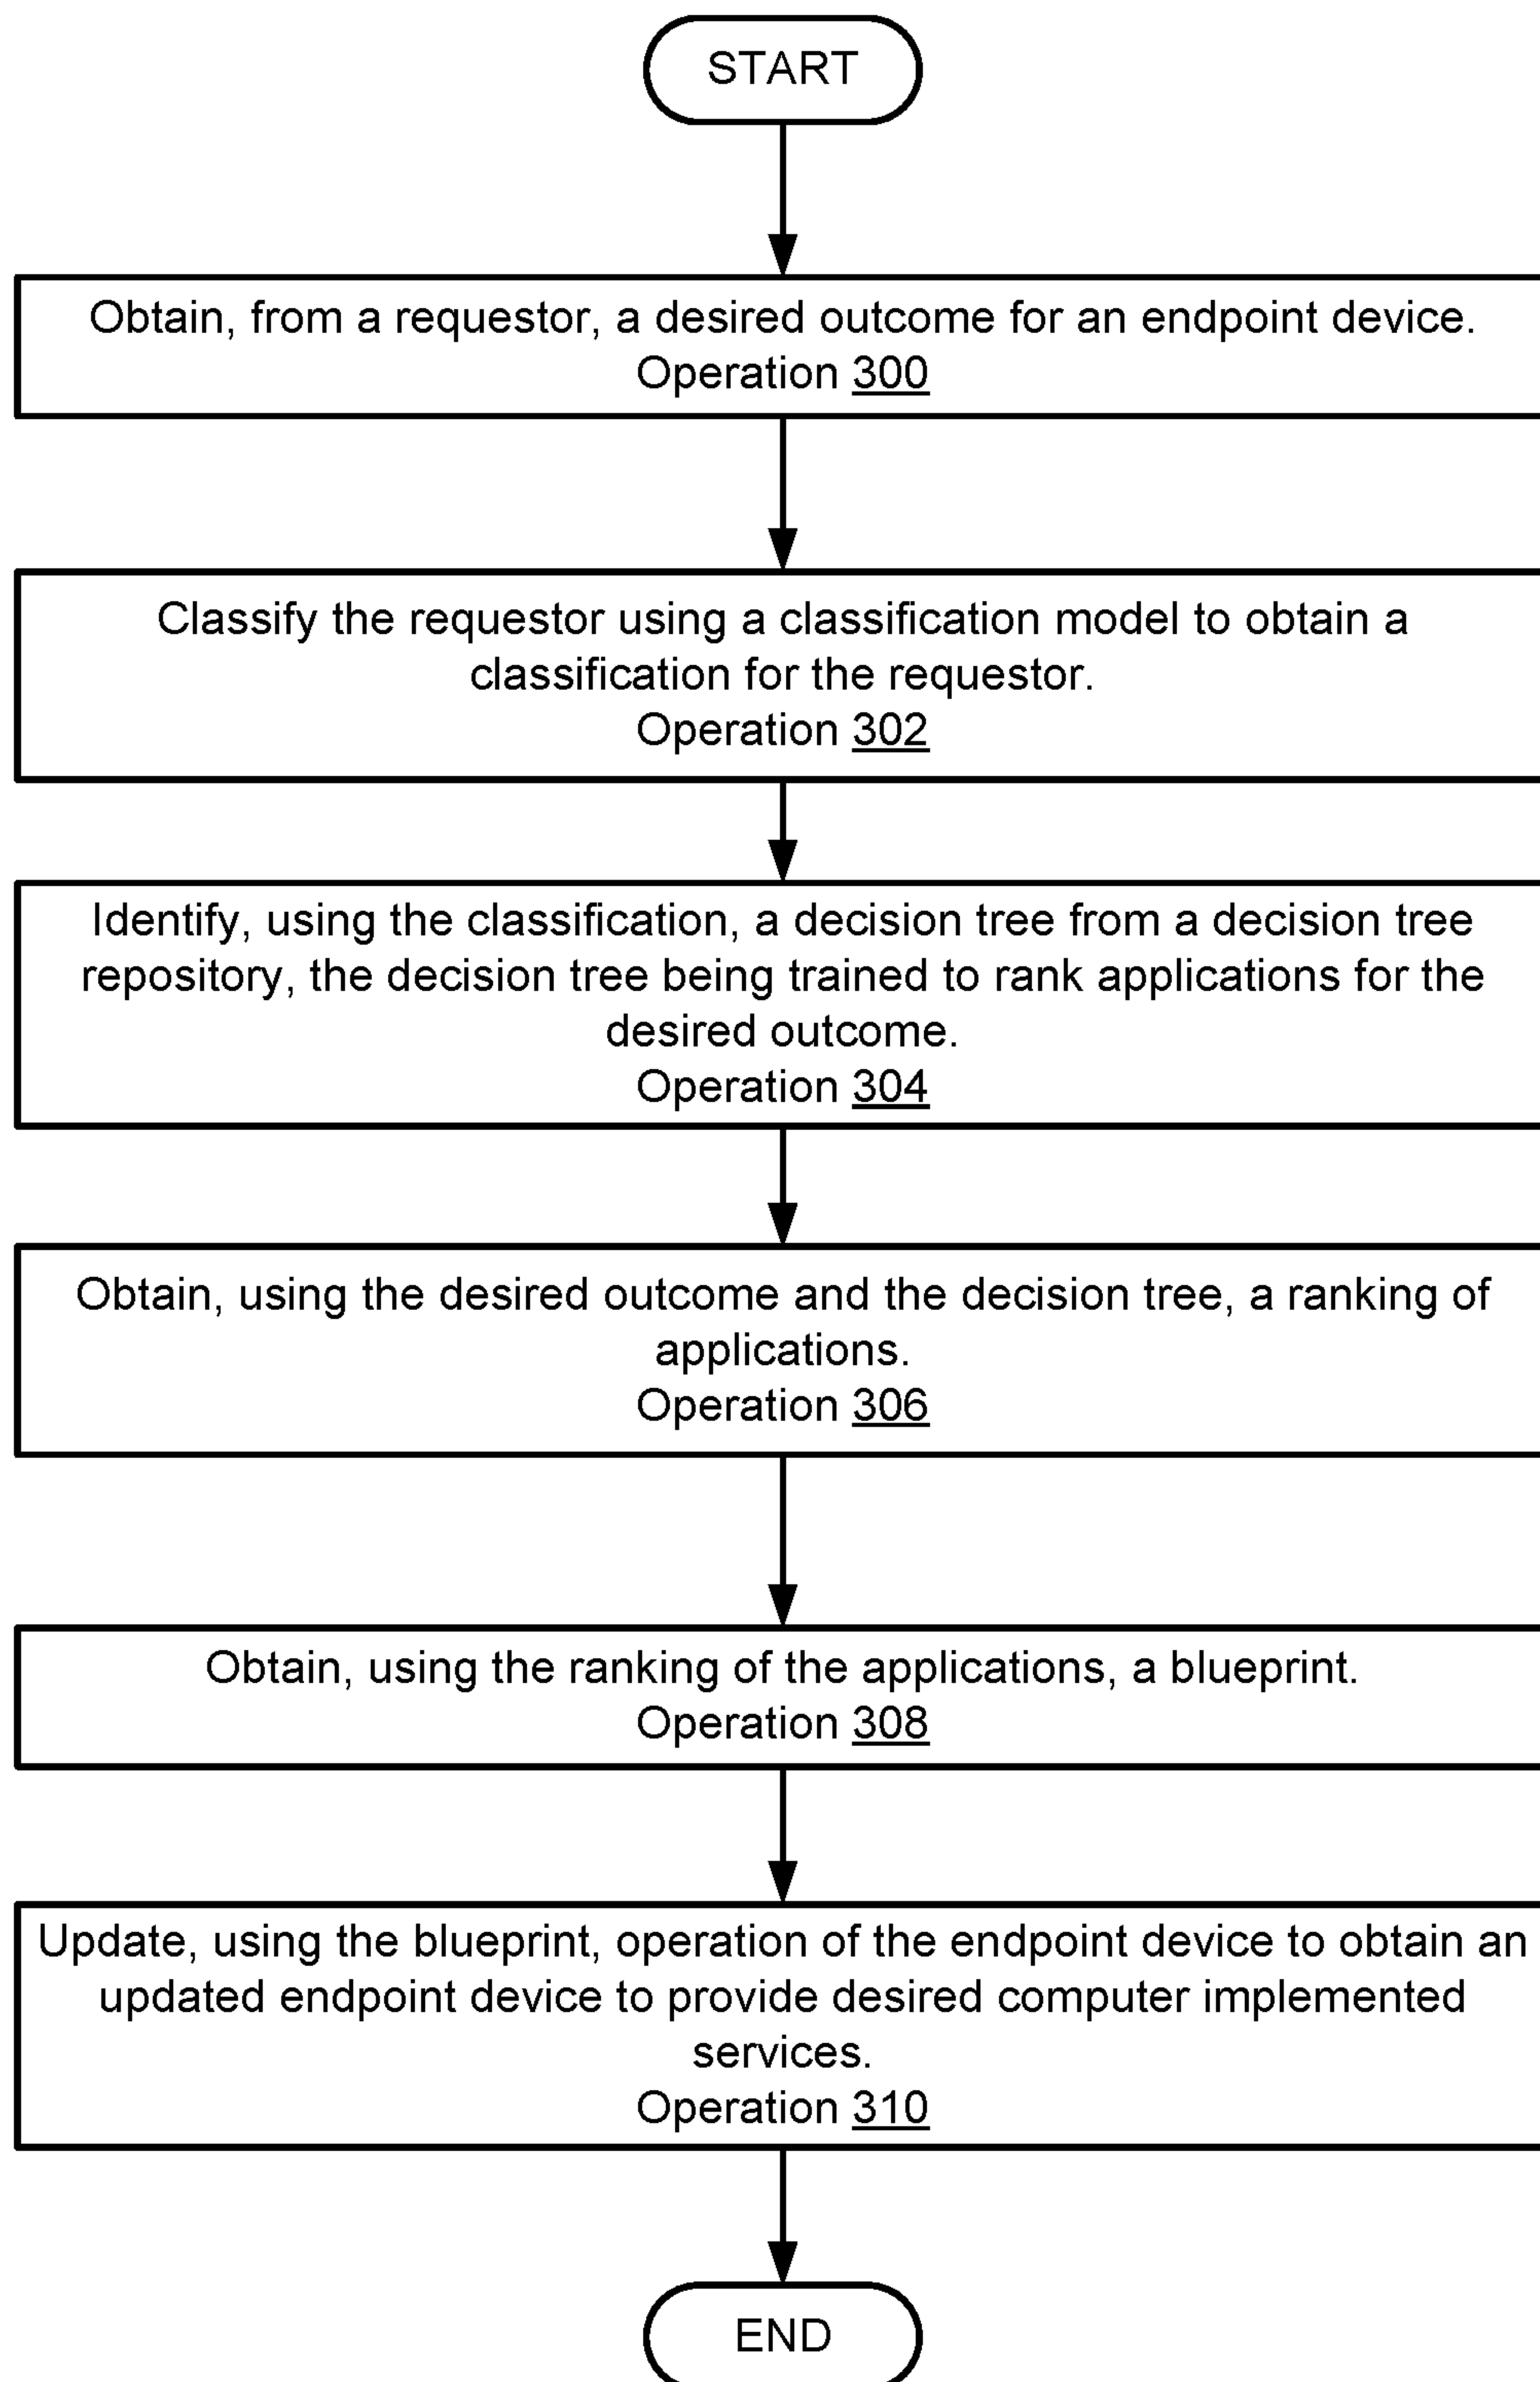 START
Obtain, from a requestor, a desired outcome for an endpoint device.
Operation 300
Classify the requestor using a classification model to obtain a
classification for the requestor.
Operation 302
Identify, using the classification, a decision tree from a decision tree
repository, the decision tree being trained to rank applications for the
desired outcome.
Operation 304
Obtain, using the desired outcome and the decision tree, a ranking of
applications.
Operation 306
Obtain, using the ranking of the applications, a blueprint.
Operation 308
Update, using the blueprint, operation of the endpoint device to obtain an
updated endpoint device to provide desired computer implemented
services.
Operation 310
END